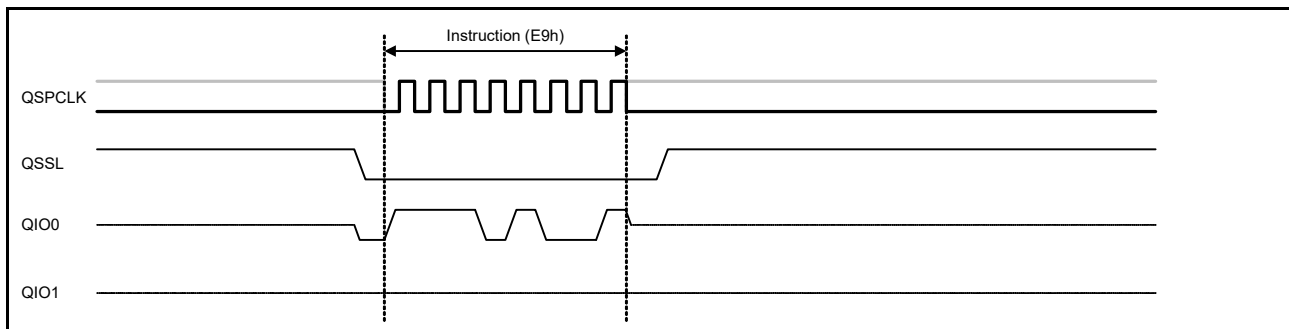 Instruction (E9h)
QSPCLK
QSSL
QIO0
QIO1